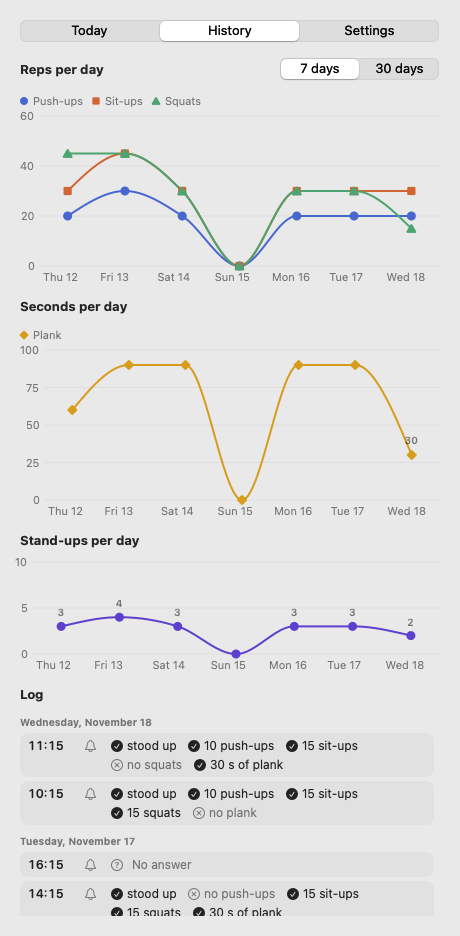 Today History Settings
Reps per day 7 days 30 days
Push-ups Sit-ups Squats
60
40
20
0
Thu 12 Fri 13 Sat 14 Sun 15 Mon 16 Tue 17 Wed 18
Seconds per day
Plank
100
75
50
30
25
0
Thu 12 Fri 13 Sat 14 Sun 15 Mon 16 Tue 17 Wed 18
Stand-ups per day
10
3 4 3 3 3 2
5
0
Thu 12 Fri 13 Sat 14 Sun 15 Mon 16 Tue 17 Wed 18
Log
Wednesday, November 18
11:15 stood up 10 push-ups 15 sit-ups
no squats 30 s of plank
10:15 stood up 10 push-ups 15 sit-ups
15 squats no plank
Tuesday, November 17
16:15 ? No answer
14:15 stood up no push-ups 15 sit-ups
15 squats 30 s of plank